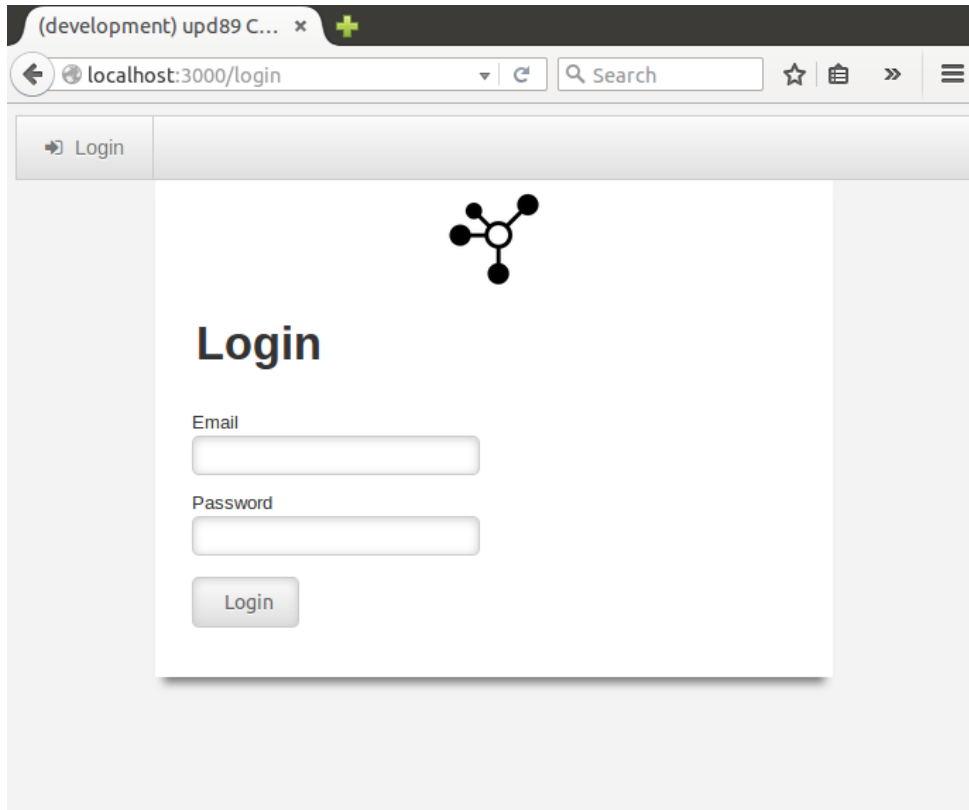 (development) upd89 C...
localhost:3000/login
Search
Login
Login
Email
Password
Login